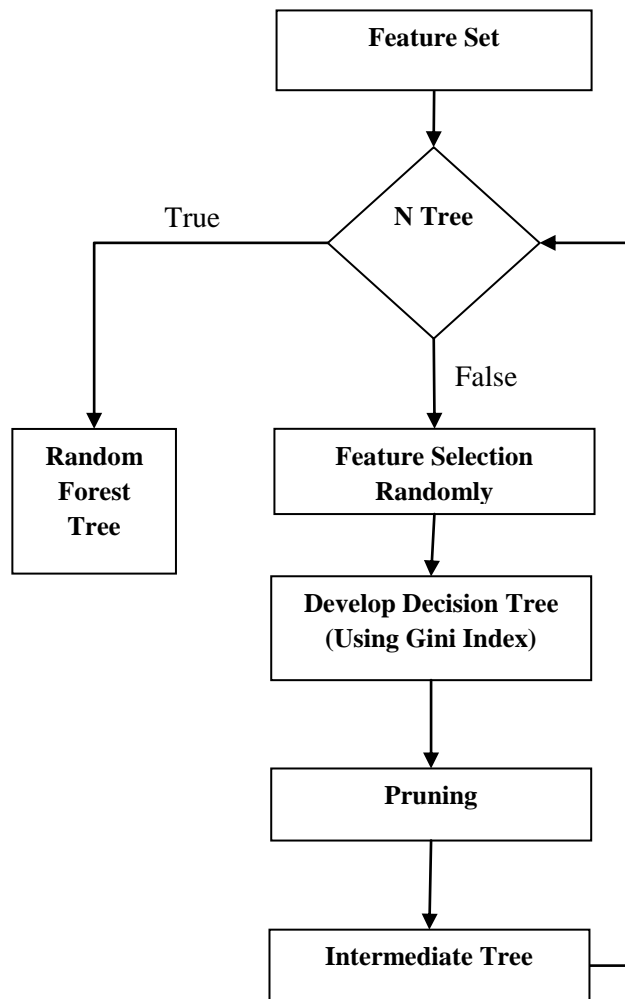 Feature Set
N Tree
True
False
Random
Forest
Tree
Feature Selection
Randomly
Develop Decision Tree
(Using Gini Index)
Pruning
Intermediate Tree